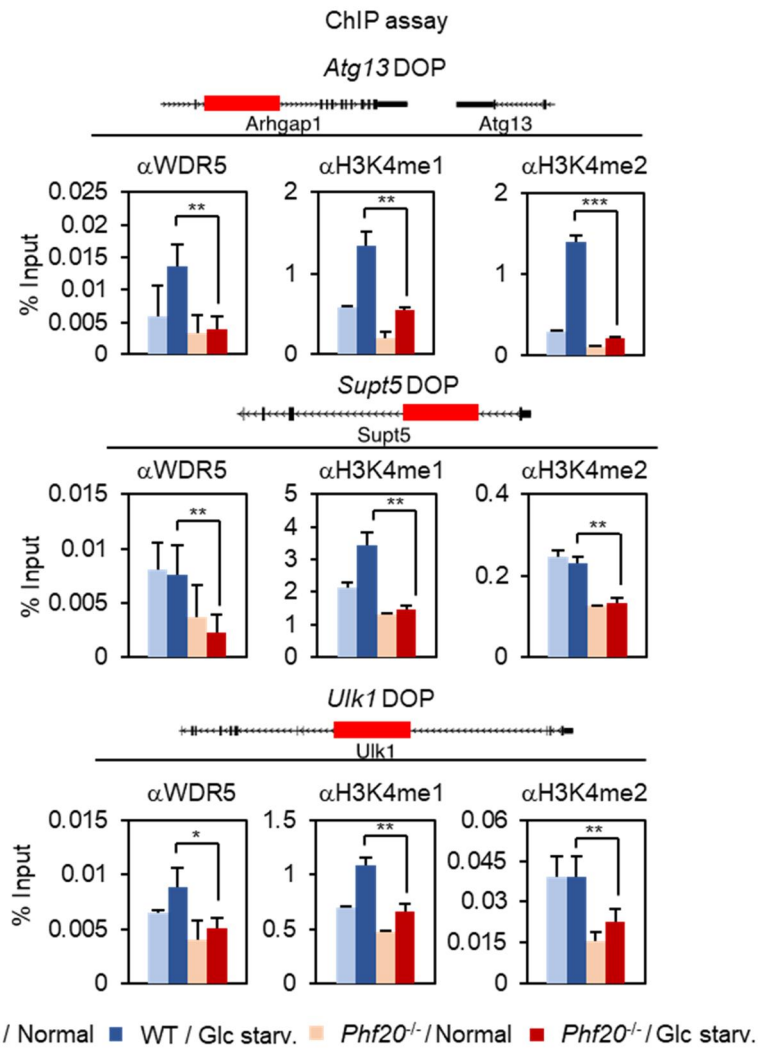 ChIP assay
Atg13 DOP
Arhgap1 Atg13
αWDR5 αH3K4me1 αH3K4me2
% Input
0.025 0.02 0.015 0.01 0.005 0
**
2 1 0
**
2 1 0
***
Supt5 DOP
Supt5
αWDR5 αH3K4me1 αH3K4me2
% Input
0.015 0.01 0.005 0
**
5 4 3 2 1 0
**
0.4 0.2 0
**
Ulk1 DOP
Ulk1
αWDR5 αH3K4me1 αH3K4me2
% Input
0.015 0.01 0.005 0
*
1.5 1 0.5 0
**
0.06 0.045 0.03 0.015 0
**
/ Normal WT / Glc starv. Phf20-/- / Normal Phf20-/- / Glc starv.